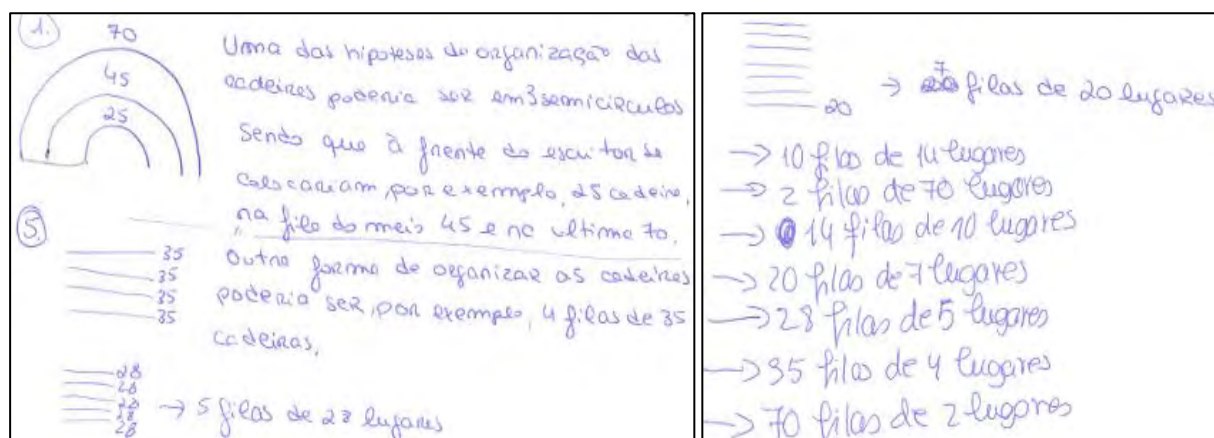 1.
70
45
25
Uma das hipoteses de organização das
cadeiras poderia ser em 3 semicirculos
Sendo que à frente do escritor se
colocariam, por exemplo, 25 cadeiras,
na fila do meio 45 e na ultima 70.
5.
35
35
35
35
Outra forma de organizar as cadeiras
poderia ser, por exemplo, 4 filas de 35
cadeiras.
28
28
28
28
28
→ 5 filas de 28 lugares
20
→ 7 filas de 20 lugares
→ 10 filas de 14 lugares
→ 2 filas de 70 lugares
→ 14 filas de 10 lugares
→ 20 filas de 7 lugares
→ 28 filas de 5 lugares
→ 35 filas de 4 lugares
→ 70 filas de 2 lugares